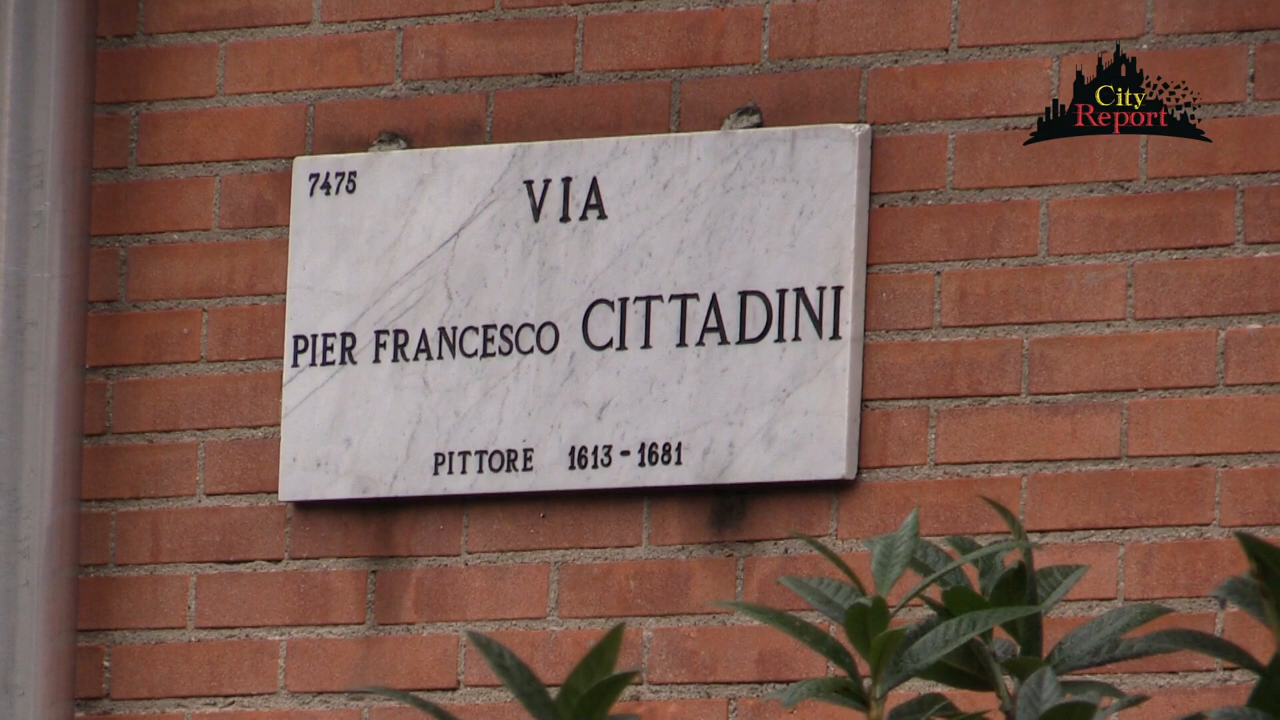 City
Report
7475
VIA
PIER FRANCESCO CITTADINI
PITTORE 1613-1681